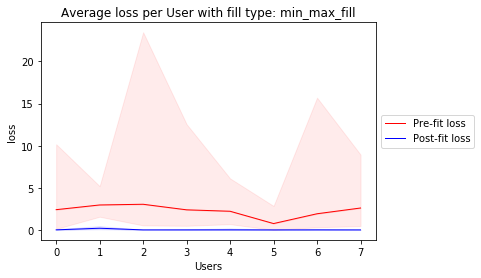 Average loss per User with fill type: min_max_fill
loss
20
15
10
5
0
0 1 2 3 4 5 6 7
Users
Pre-fit loss
Post-fit loss